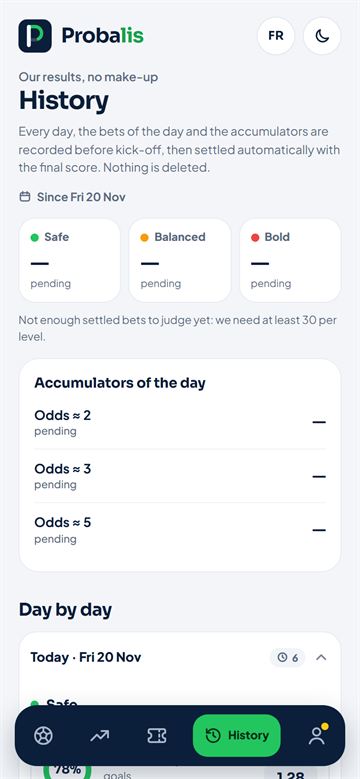 Probalis
FR
Our results, no make-up
History
Every day, the bets of the day and the accumulators are
recorded before kick-off, then settled automatically with
the final score. Nothing is deleted.
Since Fri 20 Nov
Safe
Balanced
Bold
—
—
—
pending
pending
pending
Not enough settled bets to judge yet: we need at least 30 per
level.
Accumulators of the day
Odds ≈ 2
pending
—
Odds ≈ 3
pending
—
Odds ≈ 5
pending
—
Day by day
Today · Fri 20 Nov
6
Safe
History
78%
goals
1.28